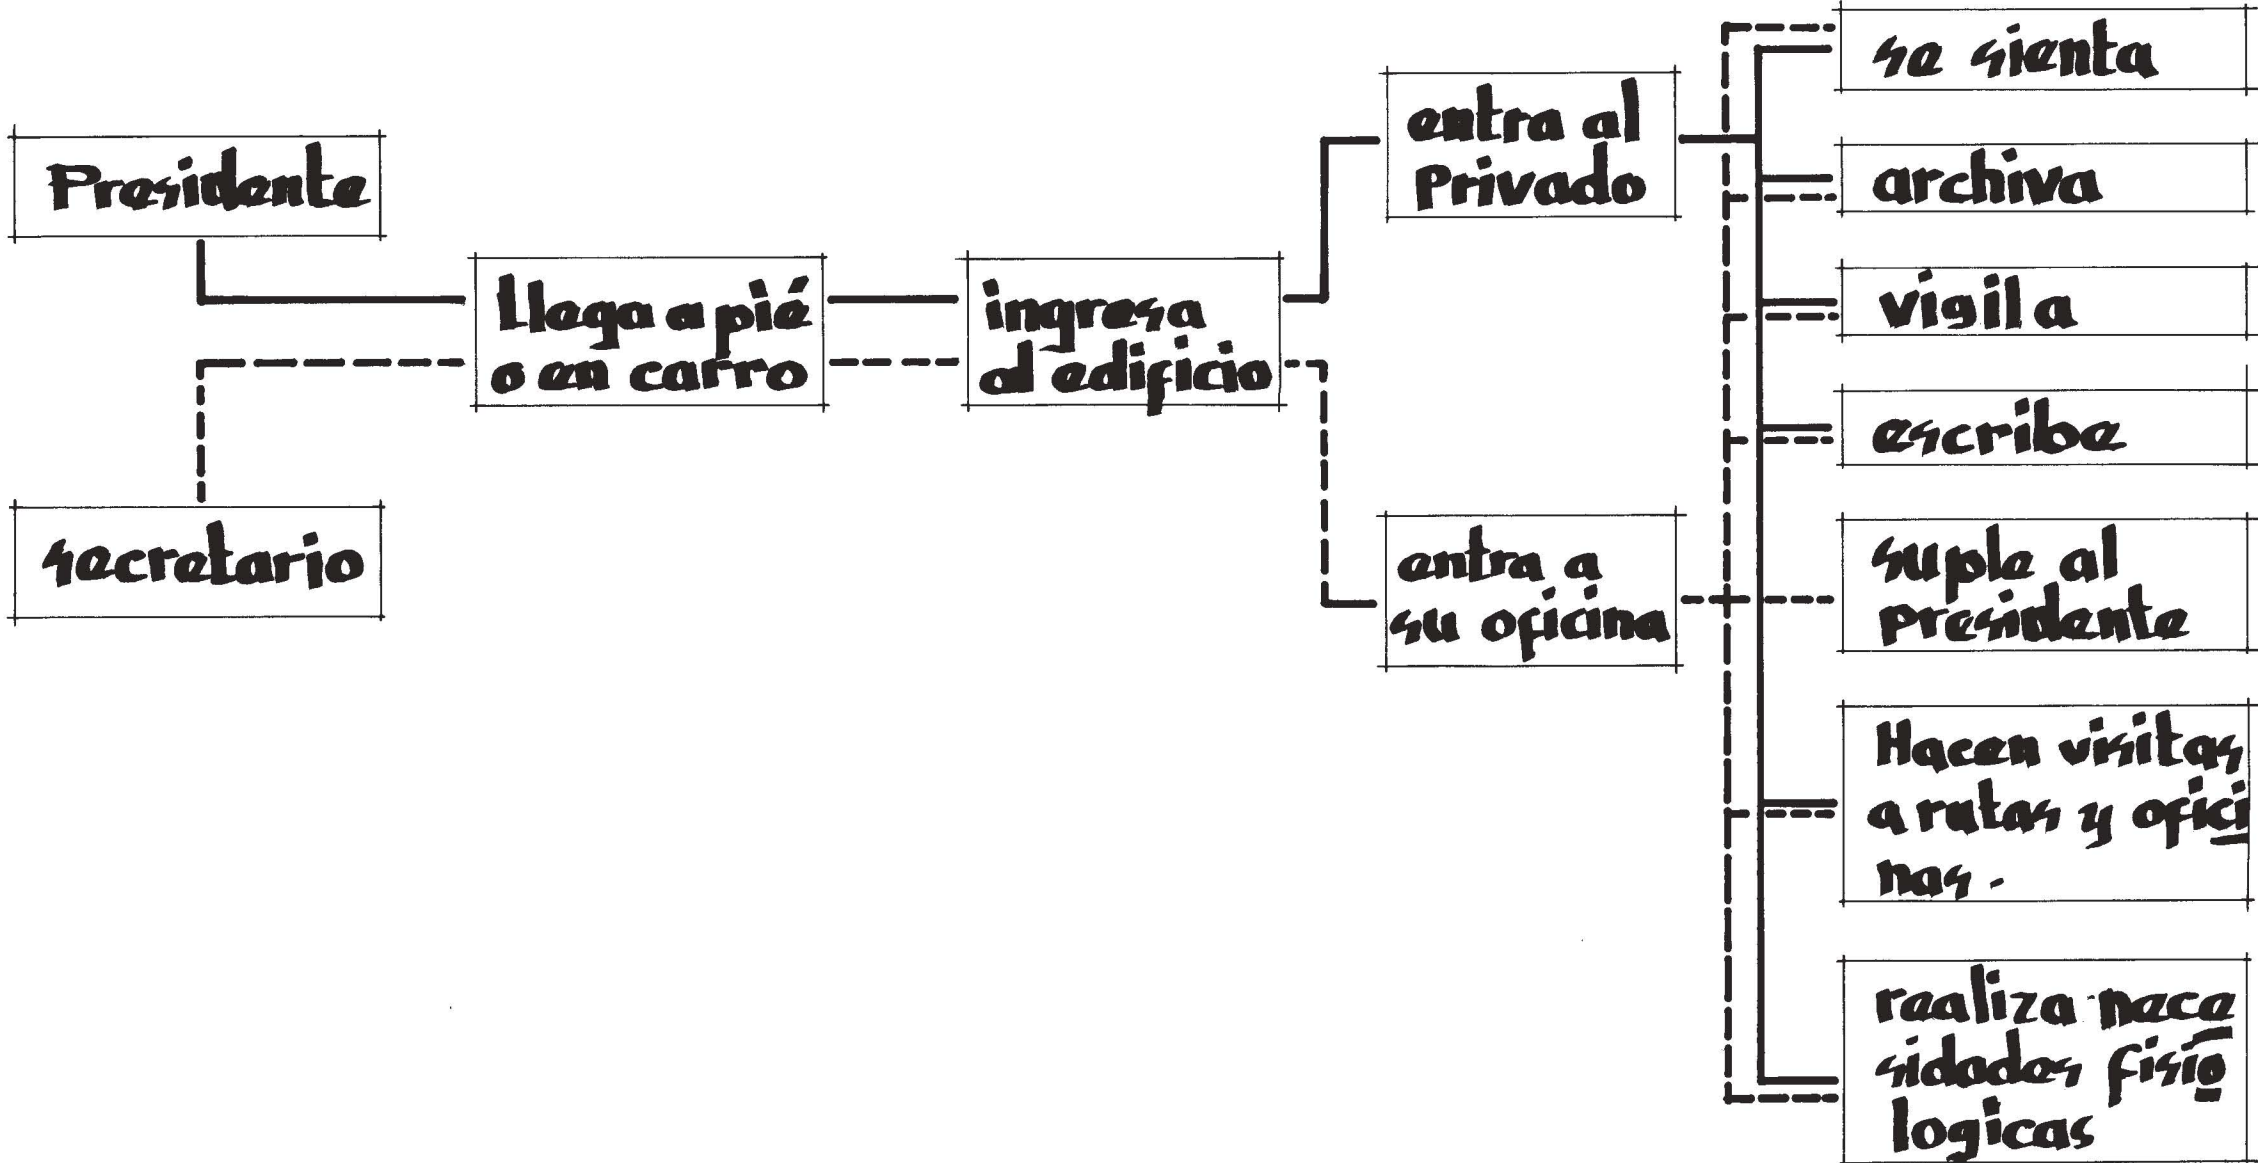 Presidente
secretario
Llega a pié
o en carro
ingresa
al edificio
entra al
Privado
entra a
su oficina
se sienta
archiva
vigila
escribe
suple al
presidente
Hacen visitas
a rutas y ofici
nas.
realiza nece
sidades fisio
logicas